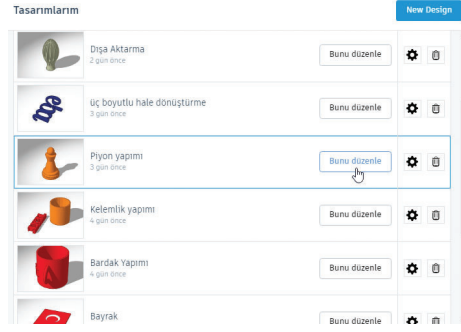 Tasarımlarım
New Design
Dışa Aktarma
2 gün önce
Bunu düzenle
üç boyutlu hale dönüştürme
3 gün önce
Bunu düzenle
Piyon yapımı
3 gün önce
Bunu düzenle
Kelemlik yapımı
4 gün önce
Bunu düzenle
Bardak Yapımı
4 gün önce
Bunu düzenle
Bayrak
Bunu düzenle